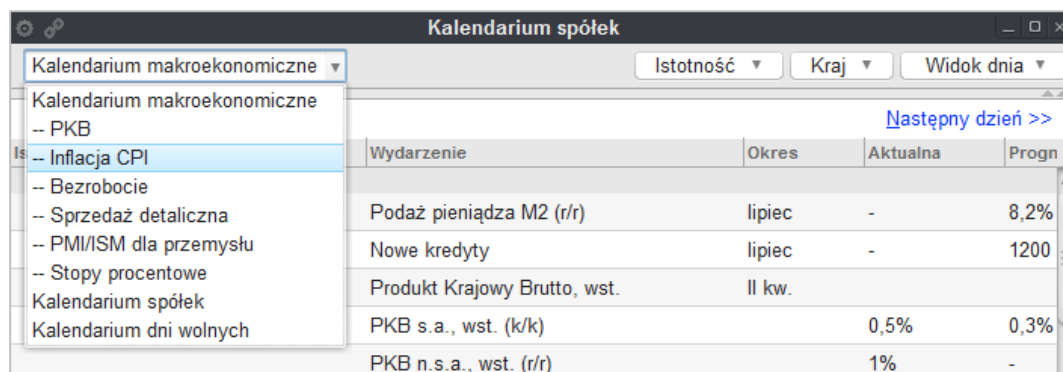 Kalendarium spółek
Kalendarium makroekonomiczne
Istotność
Kraj
Widok dnia
Kalendarium makroekonomiczne
-- PKB
-- Inflacja CPI
-- Bezrobocie
-- Sprzedaż detaliczna
-- PMI/ISM dla przemysłu
-- Stopy procentowe
Kalendarium spółek
Kalendarium dni wolnych
Następny dzień >>
Is Wydarzenie Okres Aktualna Progn
Podaż pieniądza M2 (r/r) lipiec - 8,2%
Nowe kredyty lipiec - 1200
Produkt Krajowy Brutto, wst. II kw.
PKB s.a., wst. (k/k) 0,5% 0,3%
PKB n.s.a., wst. (r/r) 1% -